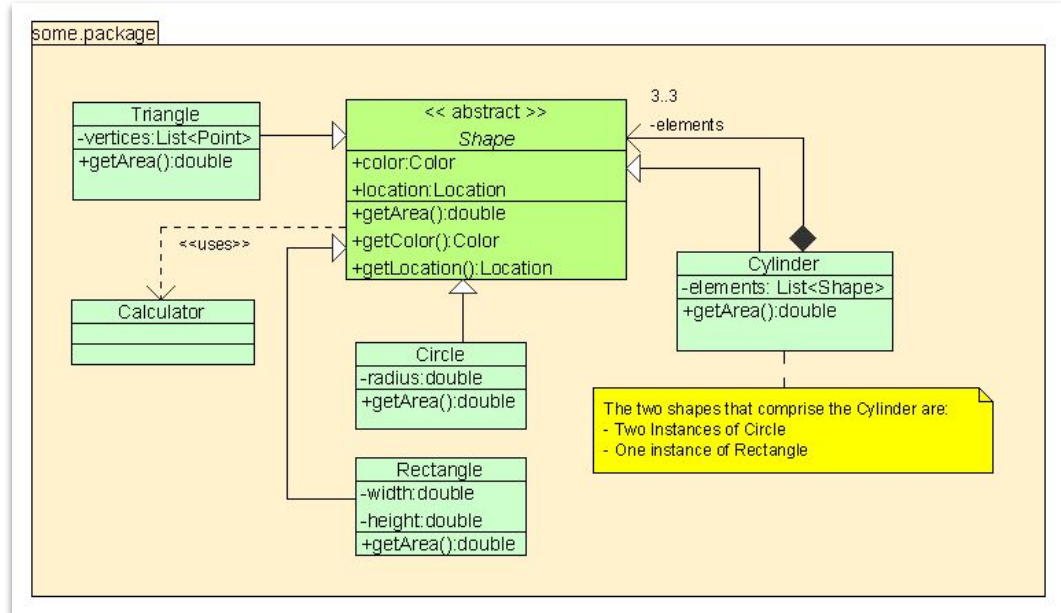 some.package
Triangle
-vertices:List<Point>
+getArea():double
<< abstract >>
Shape
+color:Color
+location:Location
+getArea():double
+getColor():Color
+getLocation():Location
3..3
-elements
<<uses>>
Calculator
Cylinder
-elements: List<Shape>
+getArea():double
Circle
-radius:double
+getArea():double
The two shapes that comprise the Cylinder are:
- Two Instances of Circle
- One instance of Rectangle
Rectangle
-width:double
-height:double
+getArea():double